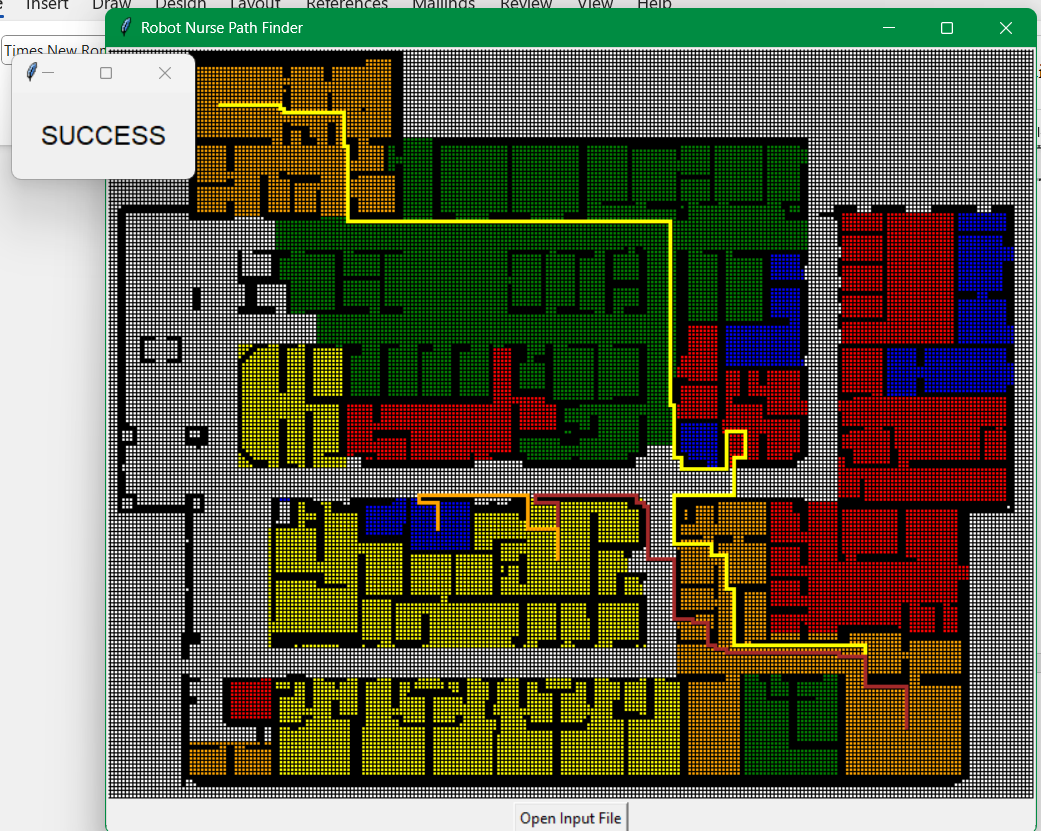 Insert Draw Design Layout References Mailings Review View Help
Robot Nurse Path Finder
Times New Ror
SUCCESS
Open Input File